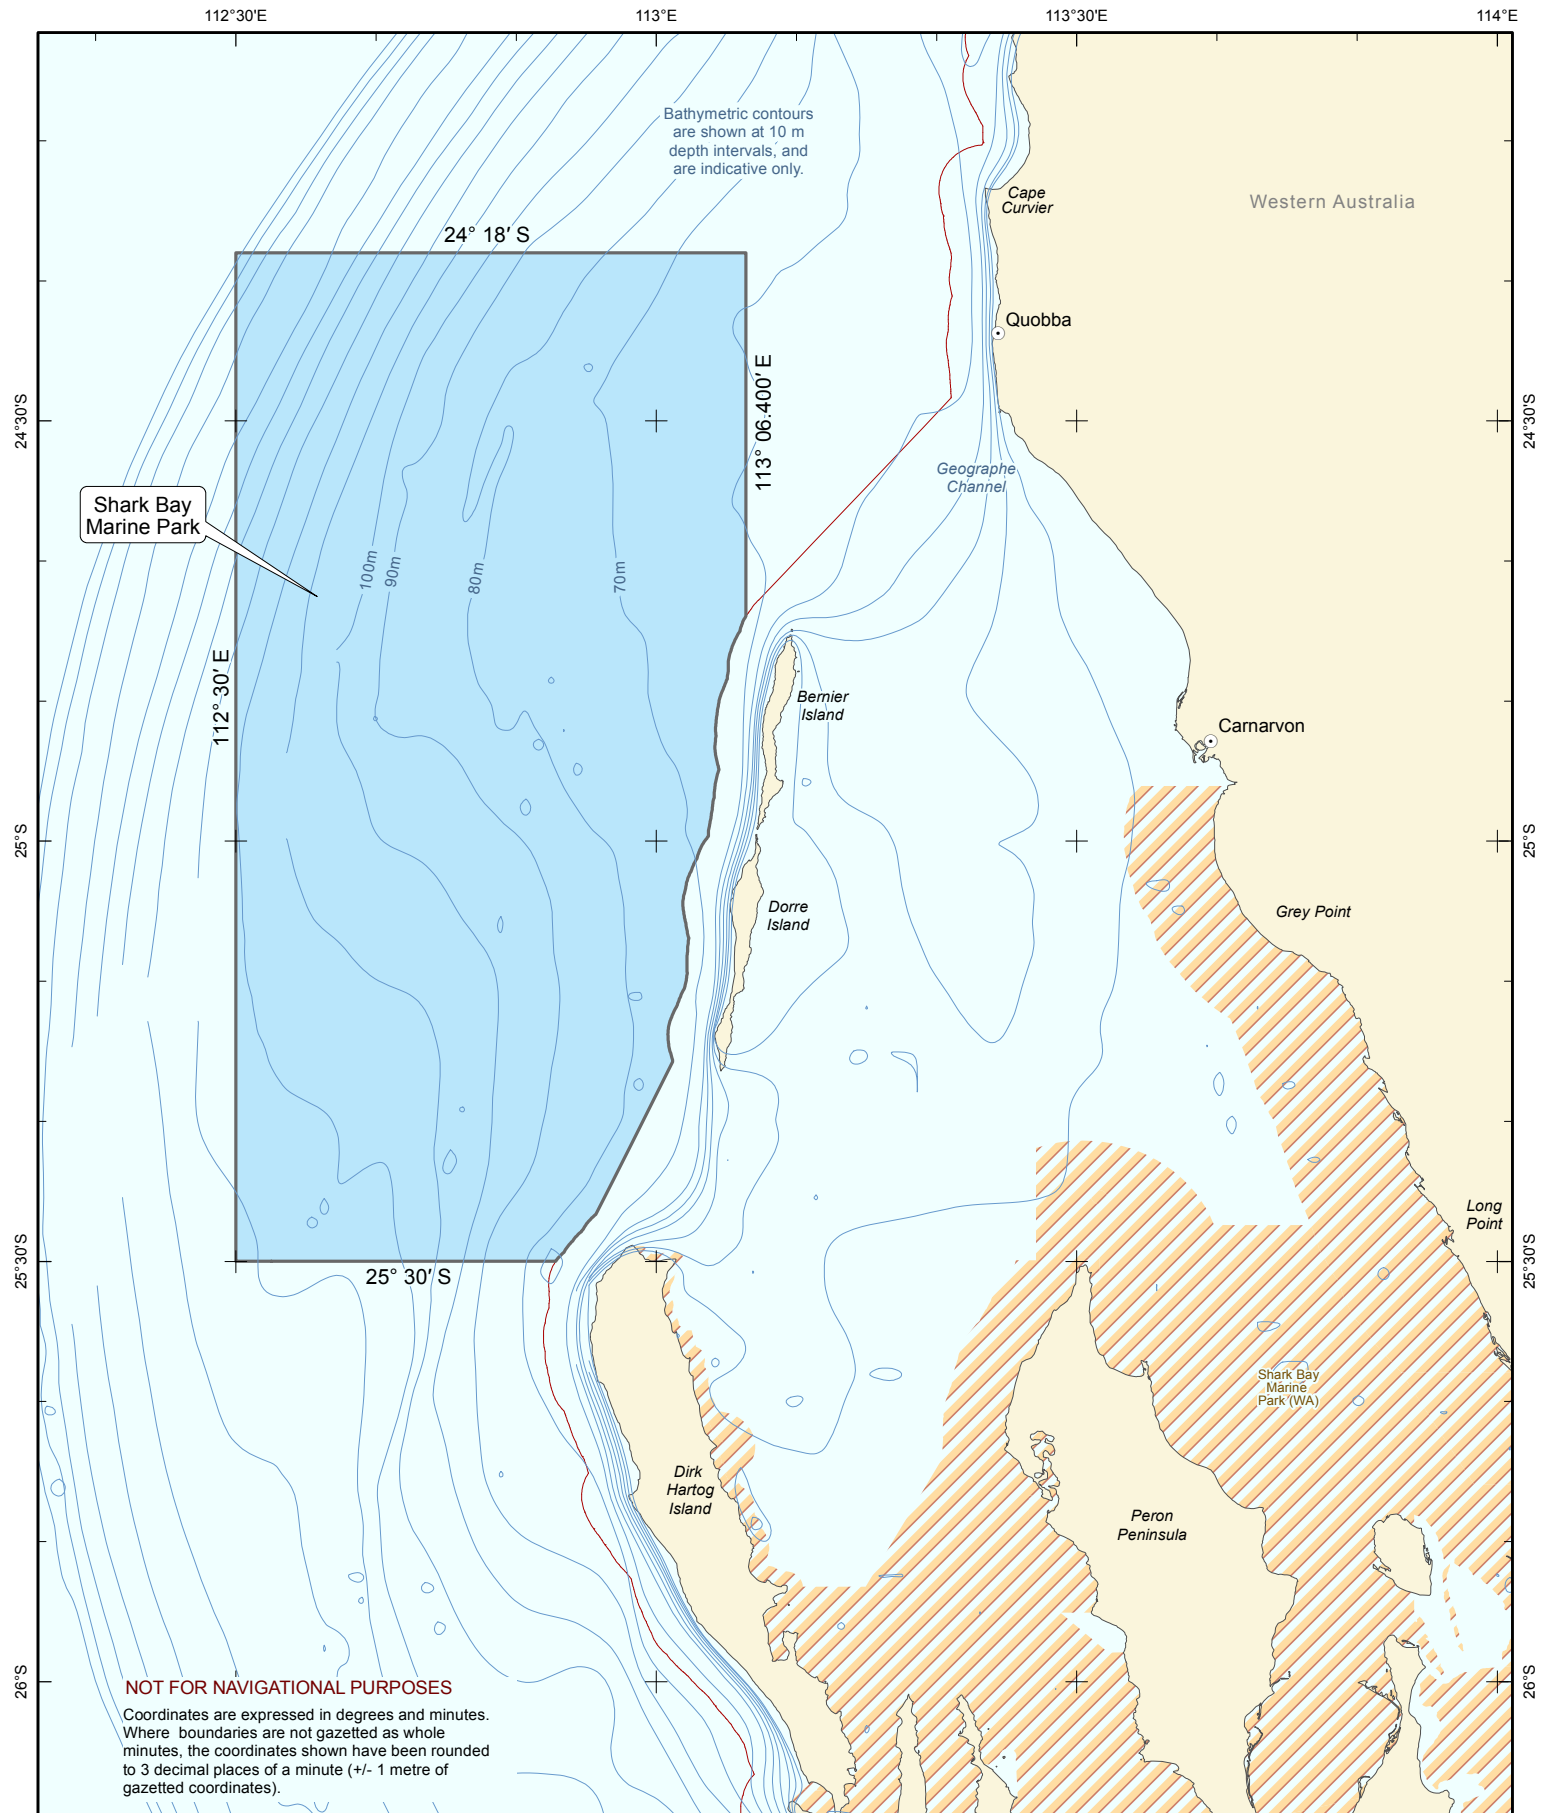 112°30'E
113°E
113°30'E
114°E
Bathymetric contours
are shown at 10 m
depth intervals, and
are indicative only.
Cape
Curvier
Western Australia
24° 18′ S
Quobba
113° 06.400′ E
24°30'S
24°30'S
Geographe
Channel
Shark Bay
Marine Park
100m
90m
80m
70m
112° 30′ E
Bernier
Island
Carnarvon
25°S
25°S
Dorre
Island
Grey Point
Long
Point
25°30'S
25°30'S
25° 30′ S
Shark Bay
Marine
Park (WA)
Dirk
Hartog
Island
Peron
Peninsula
26°S
26°S
NOT FOR NAVIGATIONAL PURPOSES
Coordinates are expressed in degrees and minutes.
Where boundaries are not gazetted as whole
minutes, the coordinates shown have been rounded
to 3 decimal places of a minute (+/- 1 metre of
gazetted coordinates).